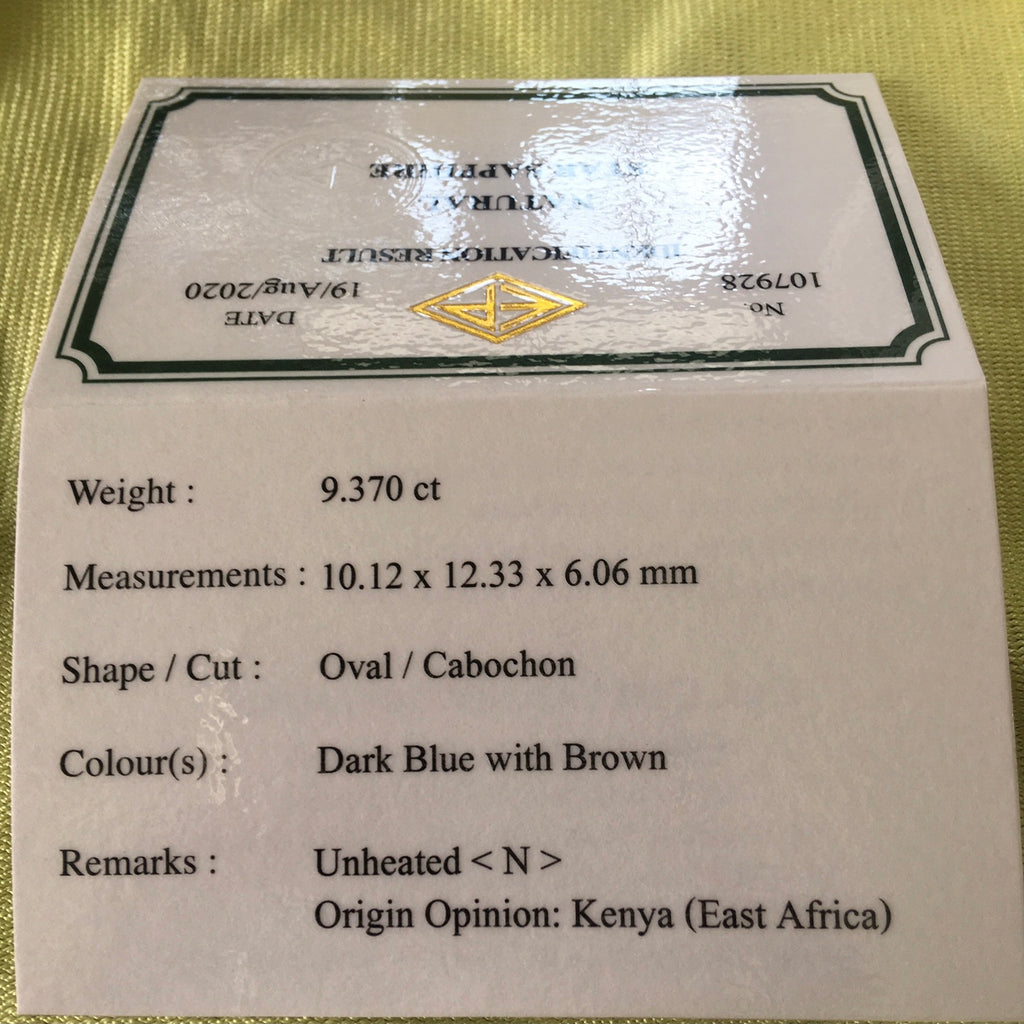 No.
107928
DATE
19/Aug/2020
IDENTIFICATION RESULT
NATURAL
STAR SAPPHIRE
Weight : 9.370 ct
Measurements : 10.12 x 12.33 x 6.06 mm
Shape / Cut : Oval / Cabochon
Colour(s) : Dark Blue with Brown
Remarks : Unheated < N >
Origin Opinion: Kenya (East Africa)